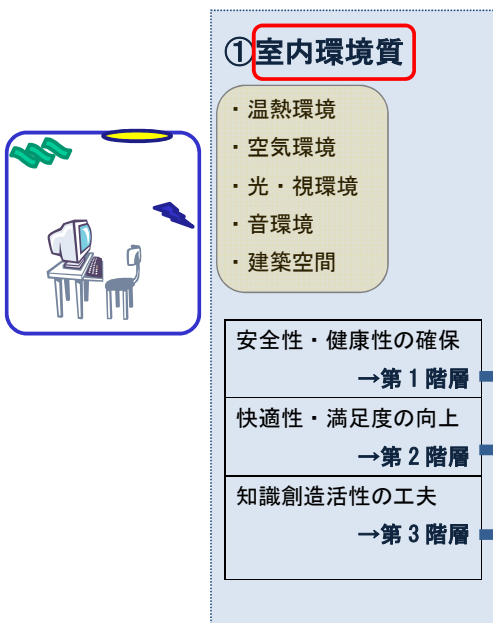 ①室内環境質
・温熱環境
・空気環境
・光・視環境
・音環境
・建築空間
安全性・健康性の確保
→第1階層
快適性・満足度の向上
→第2階層
知識創造活性の工夫
→第3階層